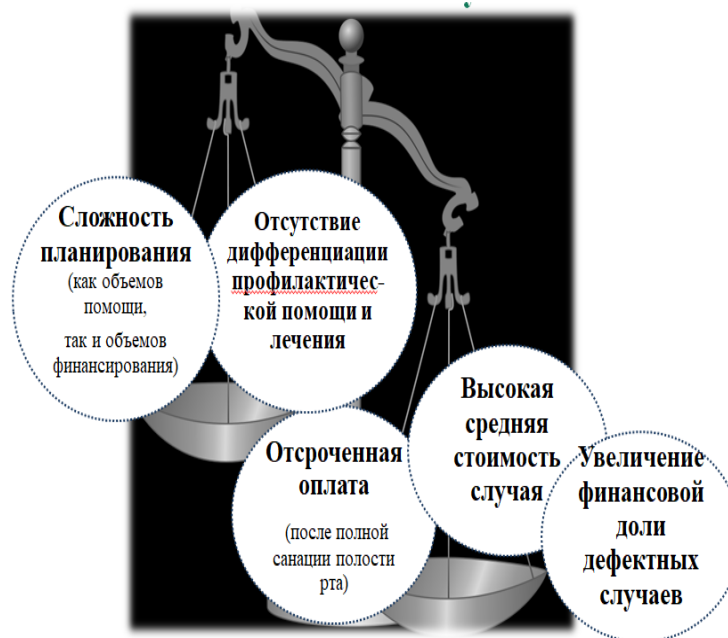 Сложность
планирования
(как объемов
помощи,
так и объемов
финансирования)
Отсутствие
дифференциации
профилактичес-
кой помощи и
лечения
Отсроченная
оплата
(после полной
санации полости
рта)
Высокая
средняя
стоимость
случая
Увеличение
финансовой
доли
дефектных
случаев